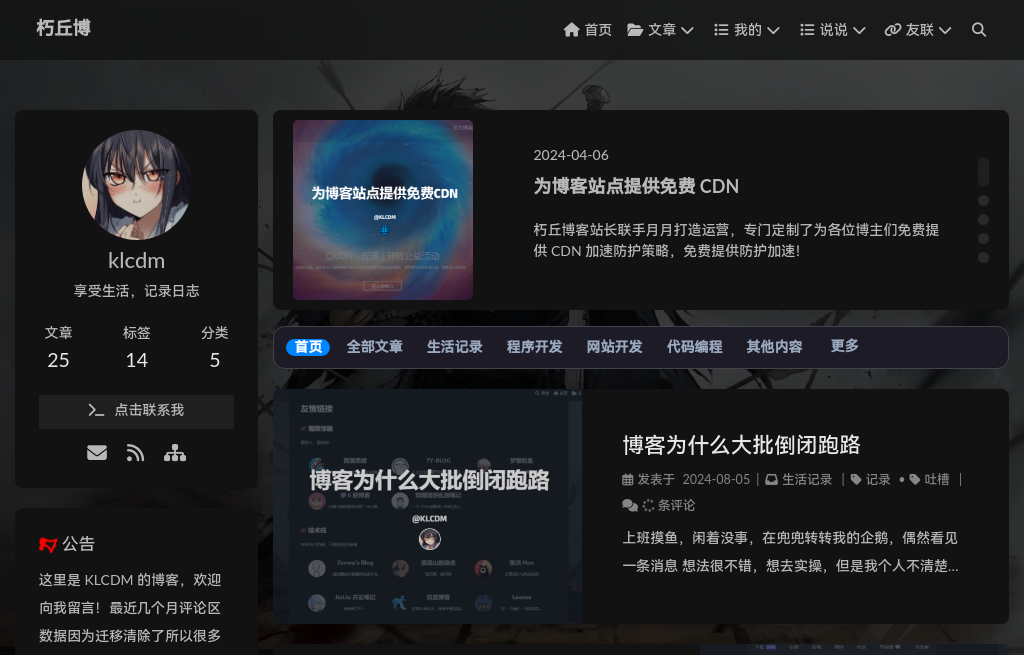 朽丘博
首页 文章 我的 说说 友联
klcdm
享受生活，记录日志
文章 标签 分类
25 14 5
点击联系我
公告
这里是 KLCDM 的博客，欢迎
向我留言！最近几个月评论区
数据因为迁移清除了所以很多
为博客站点提供免费CDN
@KLCDM
2024-04-06
为博客站点提供免费 CDN
朽丘博客站长联手月月打造运营，专门定制了为各位博主们免费提
供 CDN 加速防护策略，免费提供防护加速！
首页 全部文章 生活记录 程序开发 网站开发 代码编程 其他内容 更多
友情链接
博客为什么大批倒闭跑路
@KLCDM
博客为什么大批倒闭跑路
发表于 2024-08-05 | 生活记录 | 记录 • 吐槽 |
条评论
上班摸鱼，闲着没事，在兜兜转转我的企鹅，偶然看见
一条消息 想法很不错，想去实操，但是我个人不清楚...